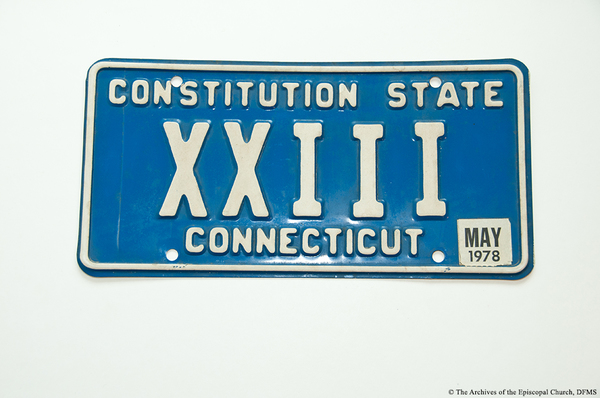 CONSTITUTION STATE
XXIII
CONNECTICUT
MAY
1978
© The Archives of the Episcopal Church, DFMS